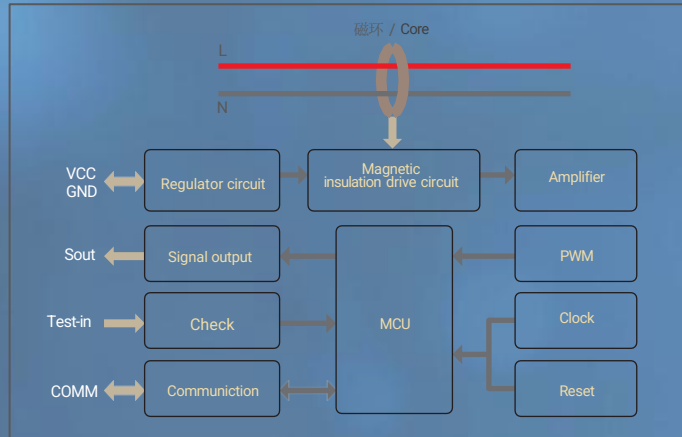 磁环 / Core
L
N
VCC
GND
Regulator circuit
Magnetic
insulation drive circuit
Amplifier
Sout
Signal output
MCU
PWM
Test-in
Check
Clock
COMM
Communiction
Reset